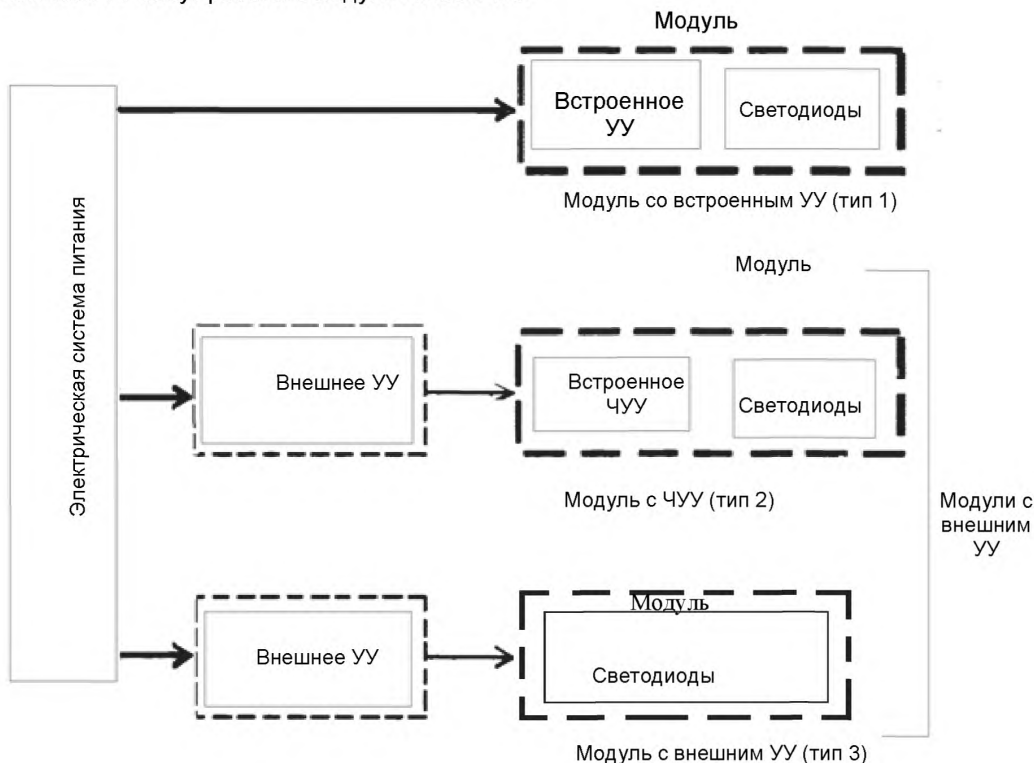 Модуль
Встроенное
УУ
Светодиоды
Модуль со встроенным УУ (тип 1)
Электрическая система питания
Модуль
Внешнее УУ
Встроенное
ЧУУ
Светодиоды
Модуль с ЧУУ (тип 2)
Модули с
внешним
УУ
Внешнее УУ
Модуль
Светодиоды
Модуль с внешним УУ (тип 3)